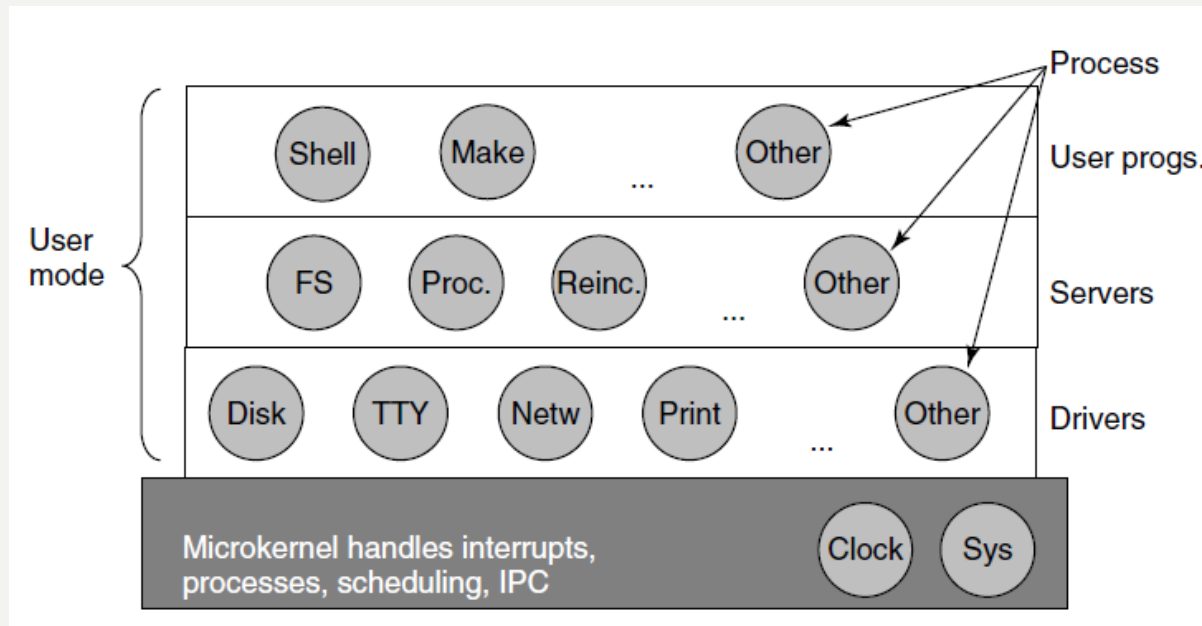 Process
Shell
Make
...
Other
User progs.
User
mode
FS
Proc.
Reinc.
...
Other
Servers
Disk
TTY
Netw
Print
...
Other
Drivers
Microkernel handles interrupts,
processes, scheduling, IPC
Clock
Sys